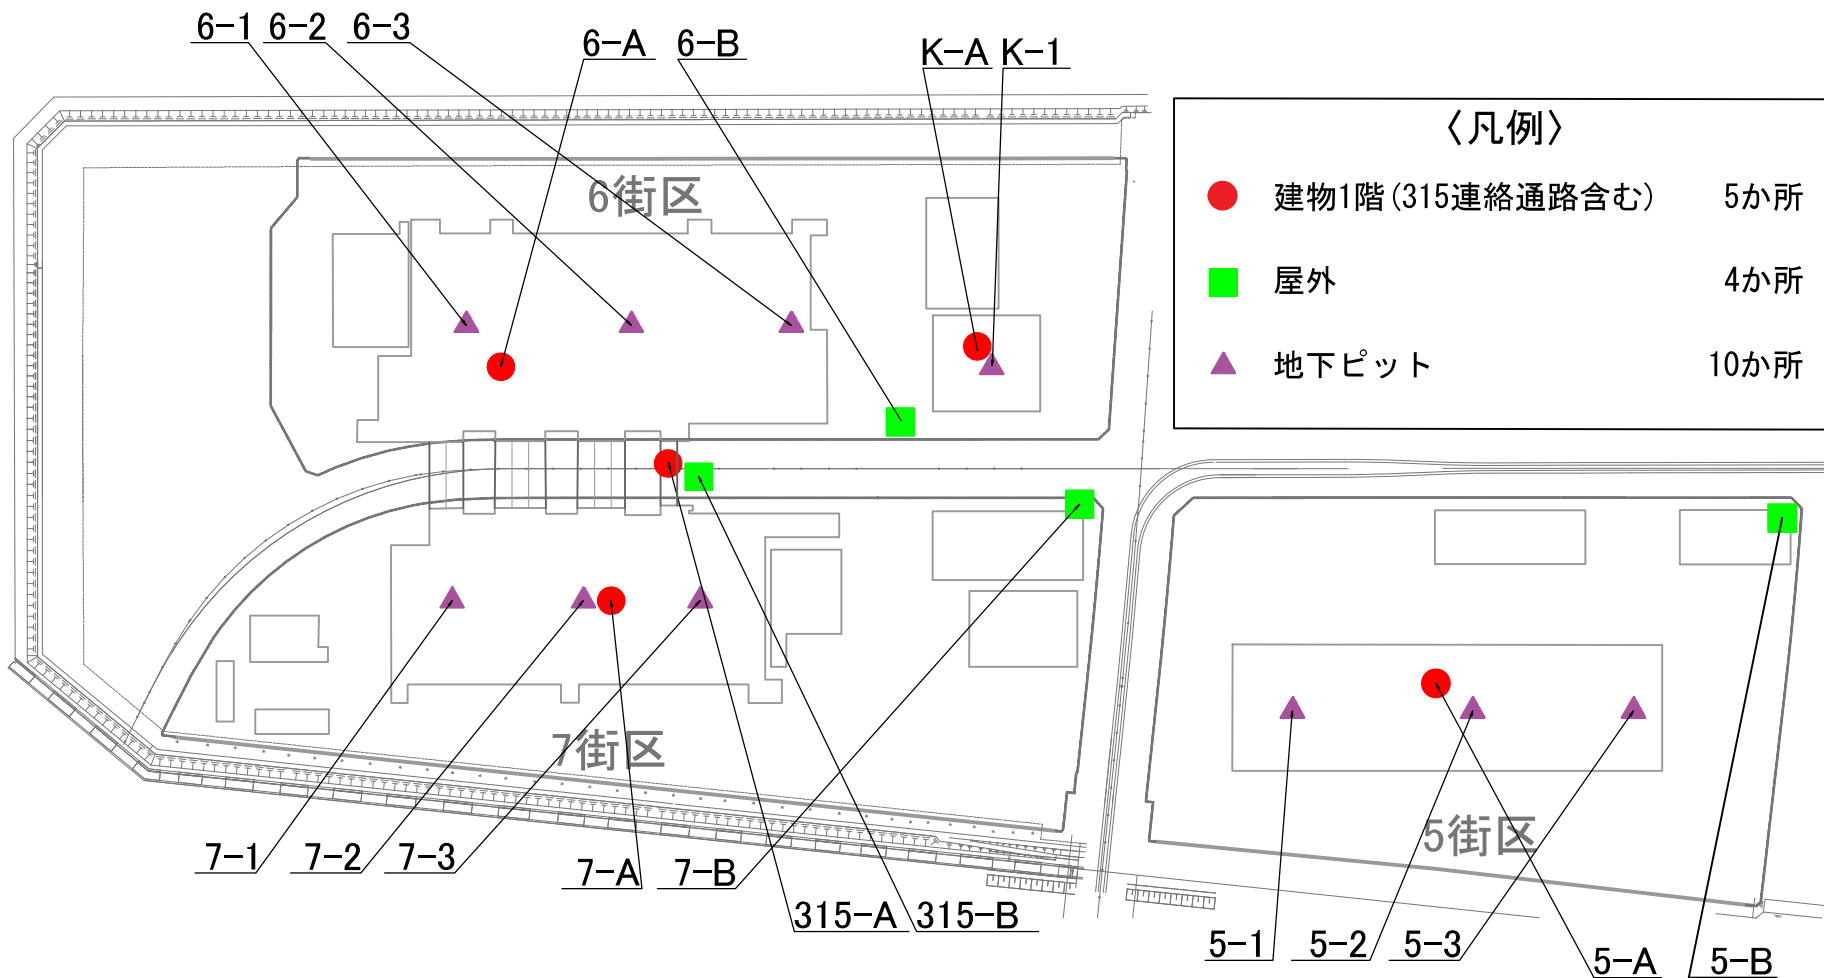 6-1 6-2 6-3
6-A 6-B K-A K-1
〈凡例〉
建物1階(315連絡通路含む) 5か所
屋外 4か所
地下ピット 10か所
6街区
7街区
5街区
7-1 7-2 7-3 7-A 7-B
315-A 315-B
5-1 5-2 5-3 5-A 5-B